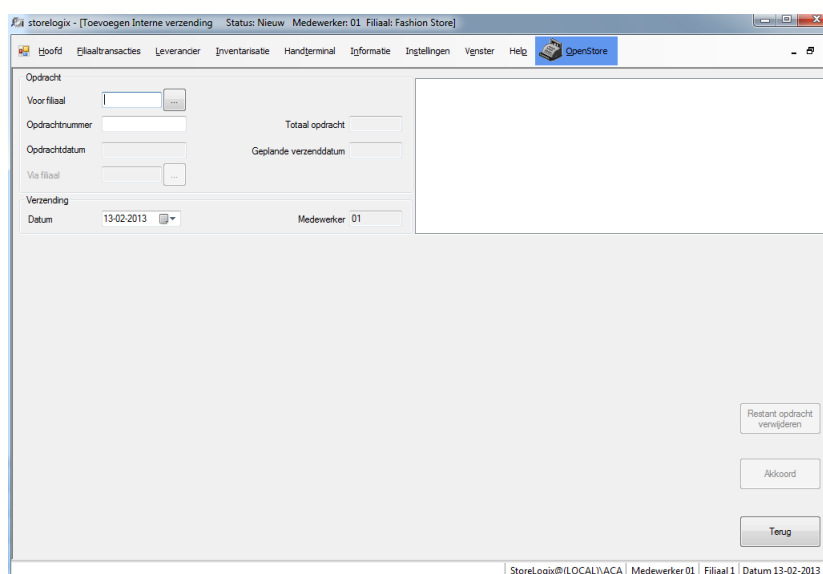 storelogix - [Toevoegen Interne verzending Status: Nieuw Medewerker: 01 Filiaal: Fashion Store]
Hoofd Filiaaltransacties Leverancier Inventarisatie Handterminal Informatie Instellingen Venster Help OpenStore
Opdracht
Voor filiaal ...
Opdrachtnummer Totaal opdracht
Opdrachtdatum Geplande verzenddatum
Via filiaal ...
Verzending
Datum 13-02-2013 Medewerker 01
Restant opdracht
verwijderen
Akkoord
Terug
StoreLogix@(LOCAL)\ACA Medewerker 01 Filiaal 1 Datum 13-02-2013